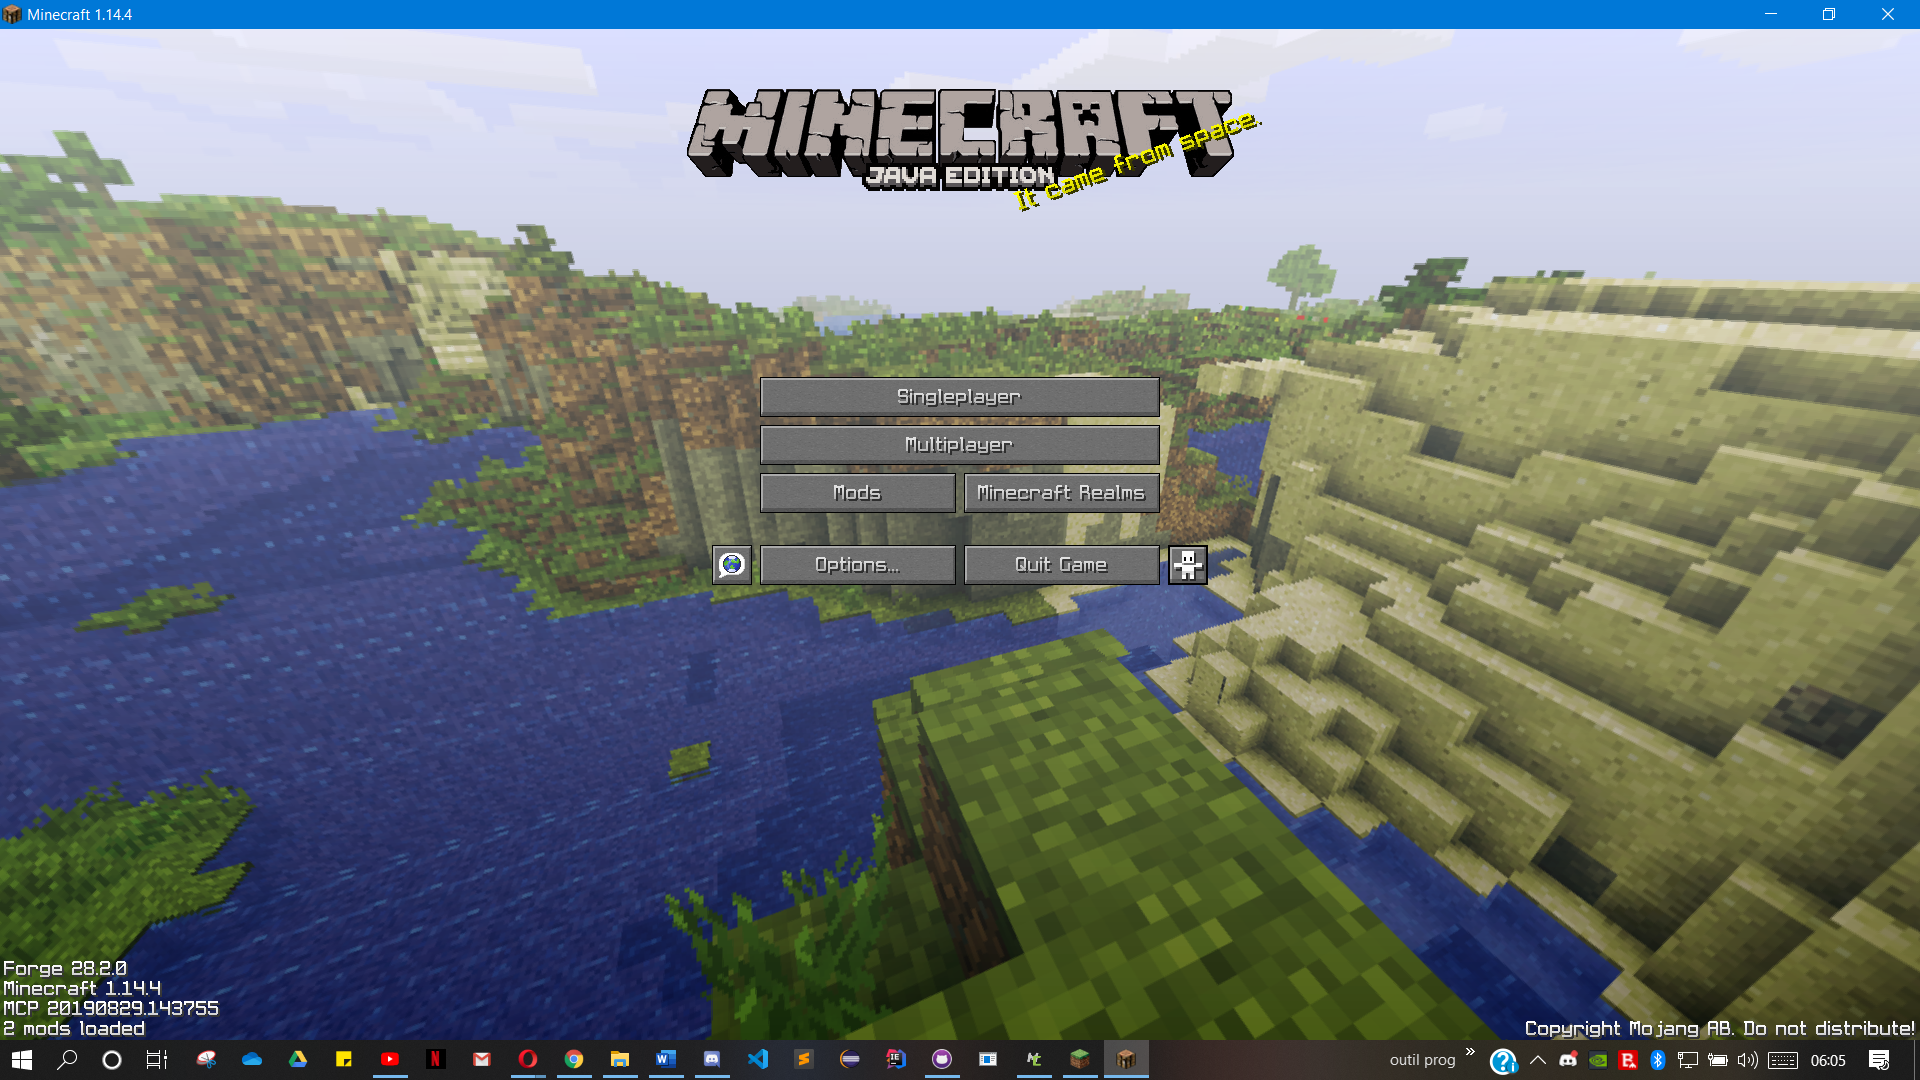 Minecraft 1.14.4
MINECRAFT
JAVA EDITION
It came from space.
Singleplayer
Multiplayer
Mods
Minecraft Realms
Options...
Quit Game
Forge 28.2.0
Minecraft 1.14.4
MCP 20190829.143755
2 mods loaded
Copyright Mojang AB. Do not distribute!
outil prog
06:05